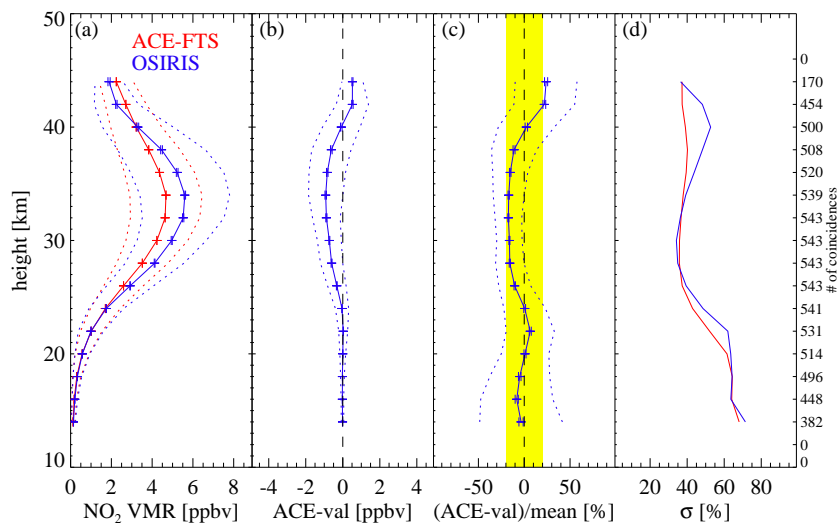 50
40
30
20
10
height [km]
(a)
ACE-FTS
OSIRIS
0 2 4 6 8
NO₂ VMR [ppbv]
(b)
-4 -2 0 2 4
ACE-val [ppbv]
(c)
-50 0 50
(ACE-val)/mean [%]
(d)
20 40 60 80
σ [%]
0
170
454
500
508
520
539
543
543
543
543
541
531
514
496
448
382
0
0
# of coincidences